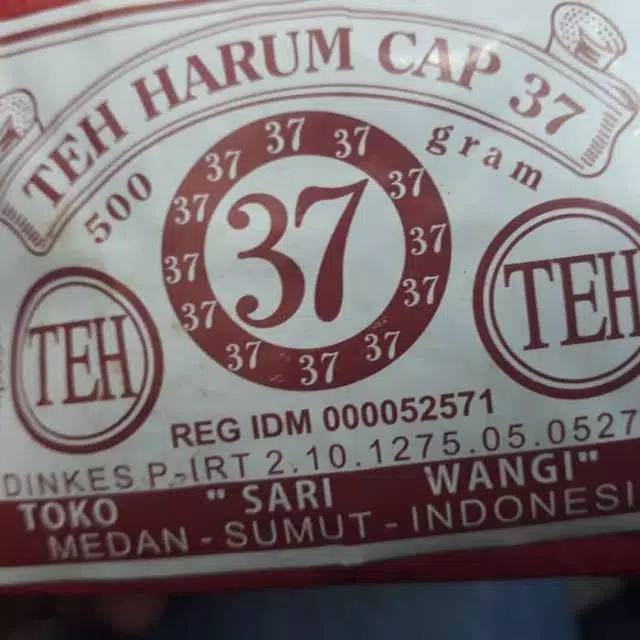 TEH HARUM CAP 37
500 gram
37 37 37 37 37 37 37 37 37 37 37 37
37
TEH
TEH
REG IDM 000052571
DINKES P-IRT 2.10.1275.05.0527
TOKO " SARI WANGI"
MEDAN - SUMUT - INDONESI